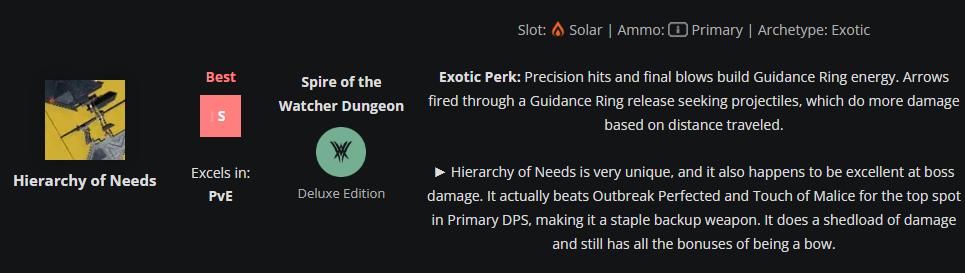 Slot: Solar | Ammo: Primary | Archetype: Exotic
Hierarchy of Needs
Best
S
Excels in:
PvE
Spire of the
Watcher Dungeon
Deluxe Edition
Exotic Perk: Precision hits and final blows build Guidance Ring energy. Arrows
fired through a Guidance Ring release seeking projectiles, which do more damage
based on distance traveled.
► Hierarchy of Needs is very unique, and it also happens to be excellent at boss
damage. It actually beats Outbreak Perfected and Touch of Malice for the top spot
in Primary DPS, making it a staple backup weapon. It does a shedload of damage
and still has all the bonuses of being a bow.